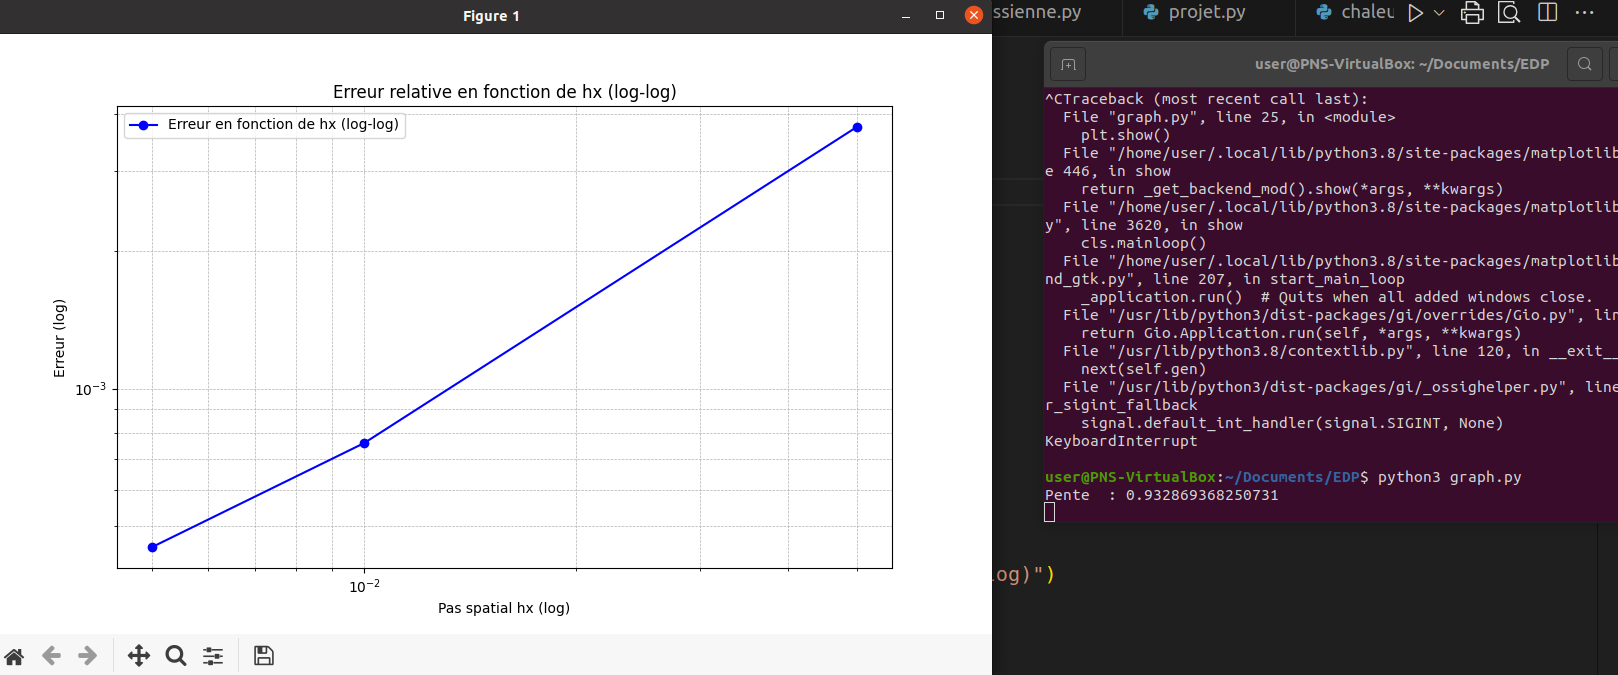 Figure 1
Erreur relative en fonction de hx (log-log)
Erreur en fonction de hx (log-log)
Erreur (log)
10⁻³
10⁻²
Pas spatial hx (log)
ssienne.py
projet.py
chaleu
user@PNS-VirtualBox: ~/Documents/EDP
^CTraceback (most recent call last):
File "graph.py", line 25, in <module>
plt.show()
File "/home/user/.local/lib/python3.8/site-packages/matplotlib
e 446, in show
return _get_backend_mod().show(*args, **kwargs)
File "/home/user/.local/lib/python3.8/site-packages/matplotlib
y", line 3620, in show
cls.mainloop()
File "/home/user/.local/lib/python3.8/site-packages/matplotlib
nd_gtk.py", line 207, in start_main_loop
_application.run()  # Quits when all added windows close.
File "/usr/lib/python3/dist-packages/gi/overrides/Gio.py", lin
return Gio.Application.run(self, *args, **kwargs)
File "/usr/lib/python3.8/contextlib.py", line 120, in __exit__
next(self.gen)
File "/usr/lib/python3/dist-packages/gi/_ossighelper.py", line
r_sigint_fallback
signal.default_int_handler(signal.SIGINT, None)
KeyboardInterrupt
user@PNS-VirtualBox:~/Documents/EDP$ python3 graph.py
Pente  : 0.932869368250731
log)")